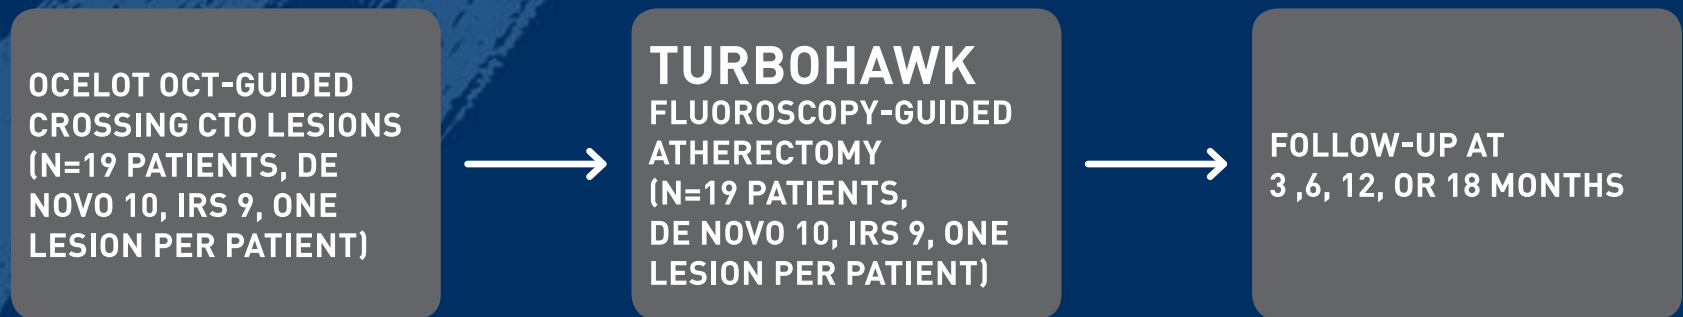 OCELOT OCT-GUIDED
CROSSING CTO LESIONS
(N=19 PATIENTS, DE
NOVO 10, IRS 9, ONE
LESION PER PATIENT)
TURBOHAWK
FLUOROSCOPY-GUIDED
ATHERECTOMY
(N=19 PATIENTS,
DE NOVO 10, IRS 9, ONE
LESION PER PATIENT)
FOLLOW-UP AT
3 ,6, 12, OR 18 MONTHS